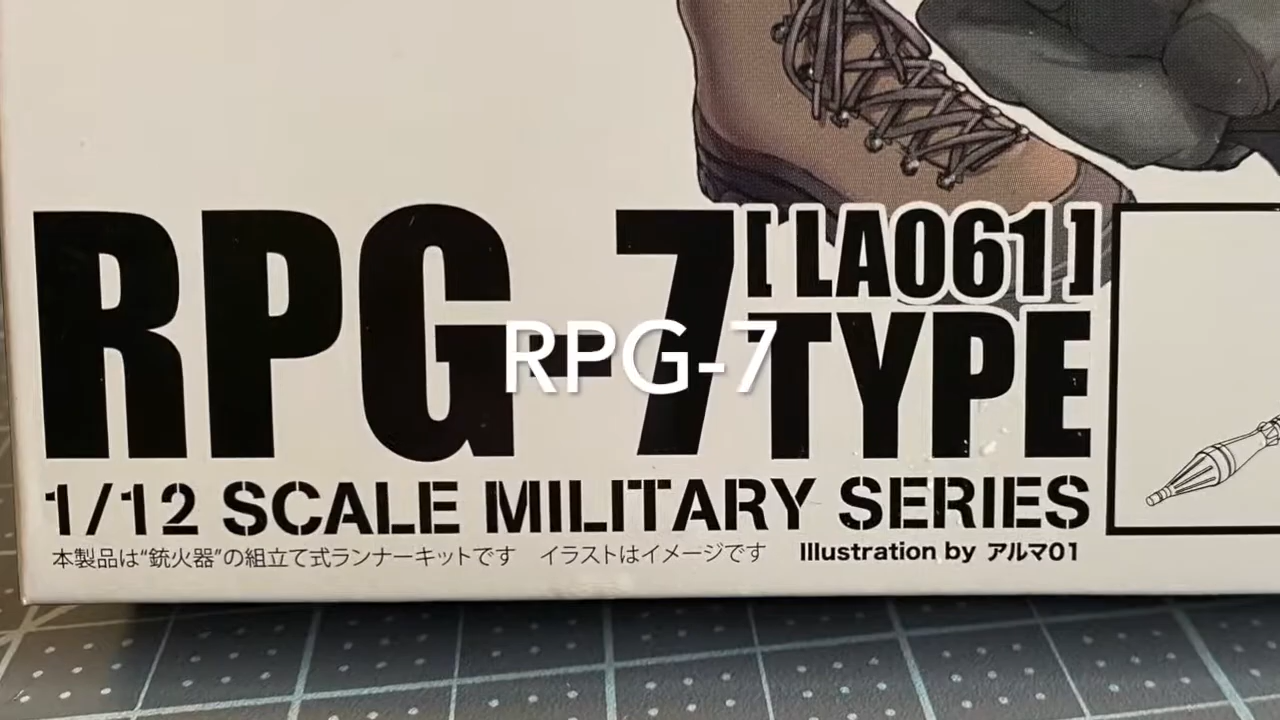 [LA061]
RPG-7 TYPE
RPG-7
1/12 SCALE MILITARY SERIES
本製品は“銃火器”の組立て式ランナーキットです　イラストはイメージです　Illustration by アルマ01